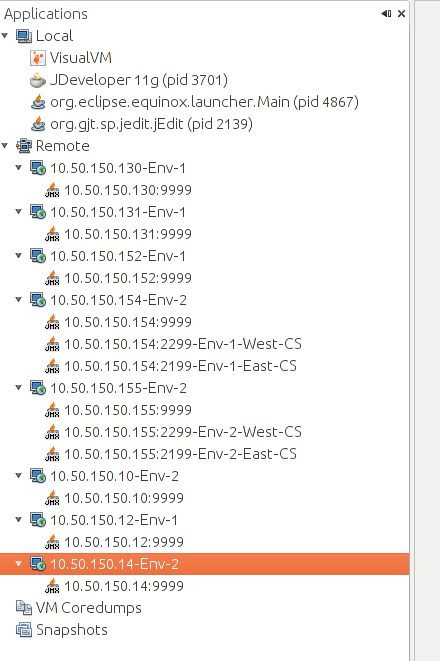 Applications
Local
VisualVM
JDeveloper 11g (pid 3701)
org.eclipse.equinox.launcher.Main (pid 4867)
org.gjt.sp.jedit.jEdit (pid 2139)
Remote
10.50.150.130-Env-1
10.50.150.130:9999
10.50.150.131-Env-1
10.50.150.131:9999
10.50.150.152-Env-1
10.50.150.152:9999
10.50.150.154-Env-2
10.50.150.154:9999
10.50.150.154:2299-Env-1-West-CS
10.50.150.154:2199-Env-1-East-CS
10.50.150.155-Env-2
10.50.150.155:9999
10.50.150.155:2299-Env-2-West-CS
10.50.150.155:2199-Env-2-East-CS
10.50.150.10-Env-2
10.50.150.10:9999
10.50.150.12-Env-1
10.50.150.12:9999
10.50.150.14-Env-2
10.50.150.14:9999
VM Coredumps
Snapshots